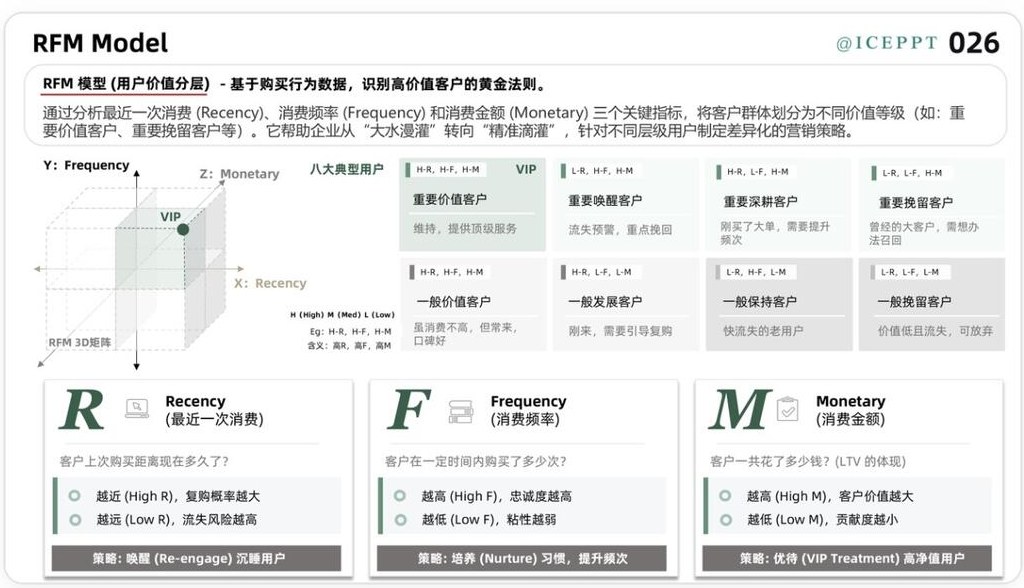 RFM Model
@ICEPPT 026
RFM 模型 (用户价值分层) - 基于购买行为数据，识别高价值客户的黄金法则。
通过分析最近一次消费 (Recency)、消费频率 (Frequency) 和消费金额 (Monetary) 三个关键指标，将客户群体划分为不同价值等级（如：重
要价值客户、重要挽留客户等）。它帮助企业从“大水漫灌”转向“精准滴灌”，针对不同层级用户制定差异化的营销策略。
Y: Frequency
Z: Monetary
VIP
X: Recency
RFM 3D矩阵
八大典型用户
H (High) M (Med) L (Low)
Eg: H-R, H-F, H-M
含义: 高R, 高F, 高M
H-R, H-F, H-M VIP
重要价值客户
维持，提供顶级服务
L-R, H-F, H-M
重要唤醒客户
流失预警，重点挽回
H-R, L-F, H-M
重要深耕客户
刚买了大单，需要提升
频次
L-R, L-F, H-M
重要挽留客户
曾经的大客户，需想办
法召回
H-R, H-F, H-M
一般价值客户
虽消费不高，但常来，
口碑好
H-R, L-F, L-M
一般发展客户
刚来，需要引导复购
L-R, H-F, L-M
一般保持客户
快流失的老用户
L-R, L-F, L-M
一般挽留客户
价值低且流失，可放弃
R
Recency
(最近一次消费)
客户上次购买距离现在多久了?
越近 (High R)，复购概率越大
越远 (Low R)，流失风险越高
策略: 唤醒 (Re-engage) 沉睡用户
F
Frequency
(消费频率)
客户在一定时间内购买了多少次?
越高 (High F)，忠诚度越高
越低 (Low F)，粘性越弱
策略: 培养 (Nurture) 习惯，提升频次
M
Monetary
(消费金额)
客户一共花了多少钱? (LTV 的体现)
越高 (High M)，客户价值越大
越低 (Low M)，贡献度越小
策略: 优待 (VIP Treatment) 高净值用户